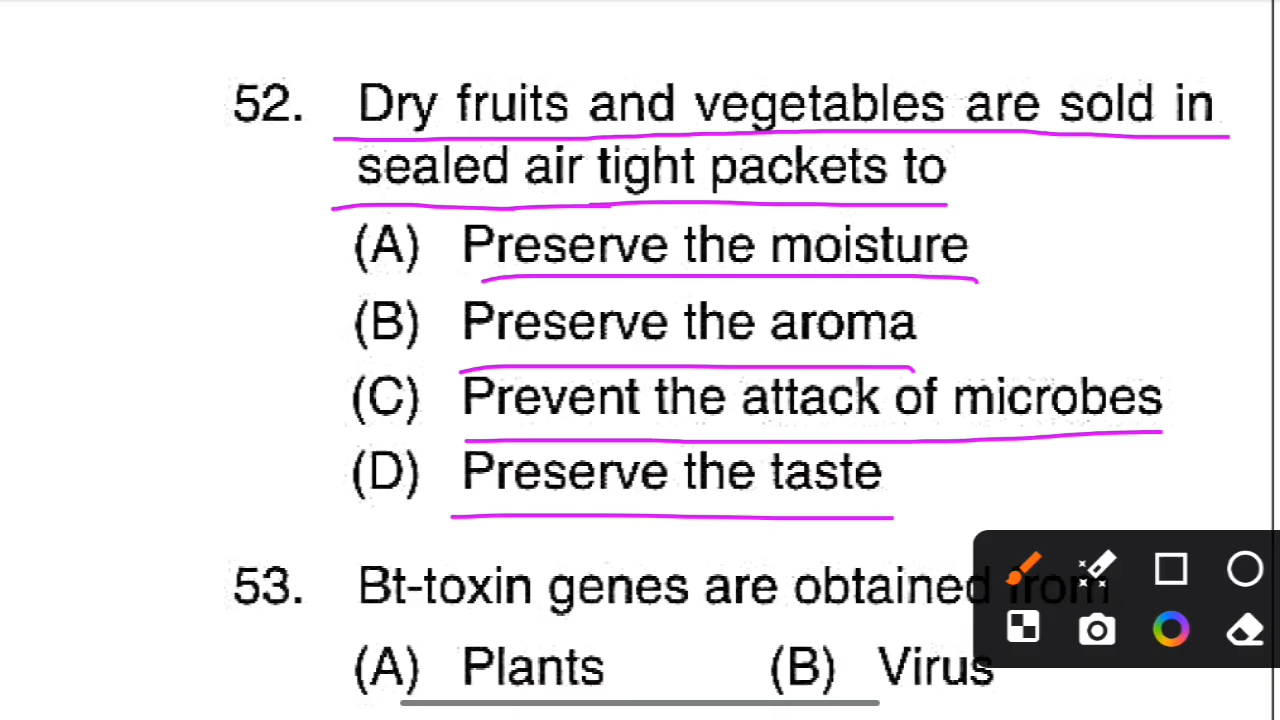 52. Dry fruits and vegetables are sold in
sealed air tight packets to
(A) Preserve the moisture
(B) Preserve the aroma
(C) Prevent the attack of microbes
(D) Preserve the taste
53. Bt-toxin genes are obtained from
(A) Plants (B) Virus